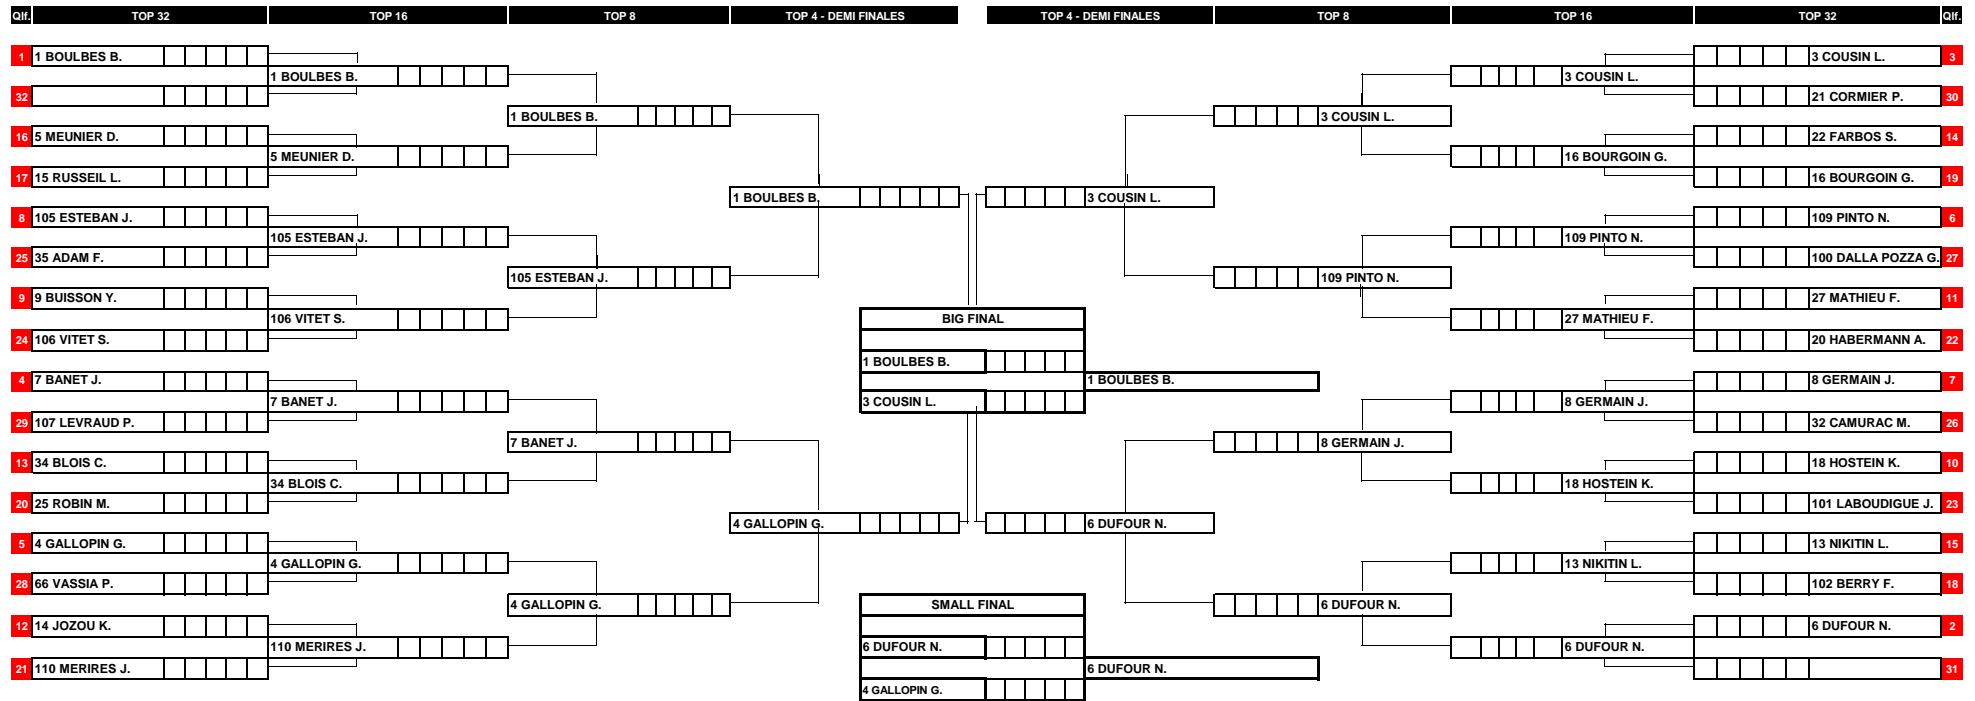 Qlf. TOP 32 TOP 16 TOP 8 TOP 4 - DEMI FINALES TOP 4 - DEMI FINALES TOP 8 TOP 16 TOP 32 Qlf.
1 1 BOULBES B. 3 COUSIN L. 3
1 BOULBES B. 3 COUSIN L.
32 21 CORMIER P. 30
1 BOULBES B. 3 COUSIN L.
16 5 MEUNIER D. 22 FARBOS S. 14
5 MEUNIER D. 16 BOURGOIN G.
17 15 RUSSEIL L. 16 BOURGOIN G. 19
1 BOULBES B. 3 COUSIN L.
8 105 ESTEBAN J. 109 PINTO N. 6
105 ESTEBAN J. 109 PINTO N.
25 35 ADAM F. 100 DALLA POZZA G. 27
105 ESTEBAN J. 109 PINTO N.
9 9 BUISSON Y. 27 MATHIEU F. 11
106 VITET S. BIG FINAL 27 MATHIEU F.
24 106 VITET S. 20 HABERMANN A. 22
1 BOULBES B.
4 7 BANET J. 1 BOULBES B. 8 GERMAIN J. 7
7 BANET J. 3 COUSIN L. 8 GERMAIN J.
29 107 LEVRAUD P. 32 CAMURAC M. 26
7 BANET J. 8 GERMAIN J.
13 34 BLOIS C. 18 HOSTEIN K. 10
34 BLOIS C. 18 HOSTEIN K.
20 25 ROBIN M. 101 LABOUDIGUE J. 23
4 GALLOPIN G. 6 DUFOUR N.
5 4 GALLOPIN G. 13 NIKITIN L. 15
4 GALLOPIN G. 13 NIKITIN L.
28 66 VASSIA P. 102 BERRY F. 18
4 GALLOPIN G. SMALL FINAL 6 DUFOUR N.
12 14 JOZOU K. 6 DUFOUR N. 2
110 MERIRES J. 6 DUFOUR N. 6 DUFOUR N.
21 110 MERIRES J. 6 DUFOUR N. 31
4 GALLOPIN G.